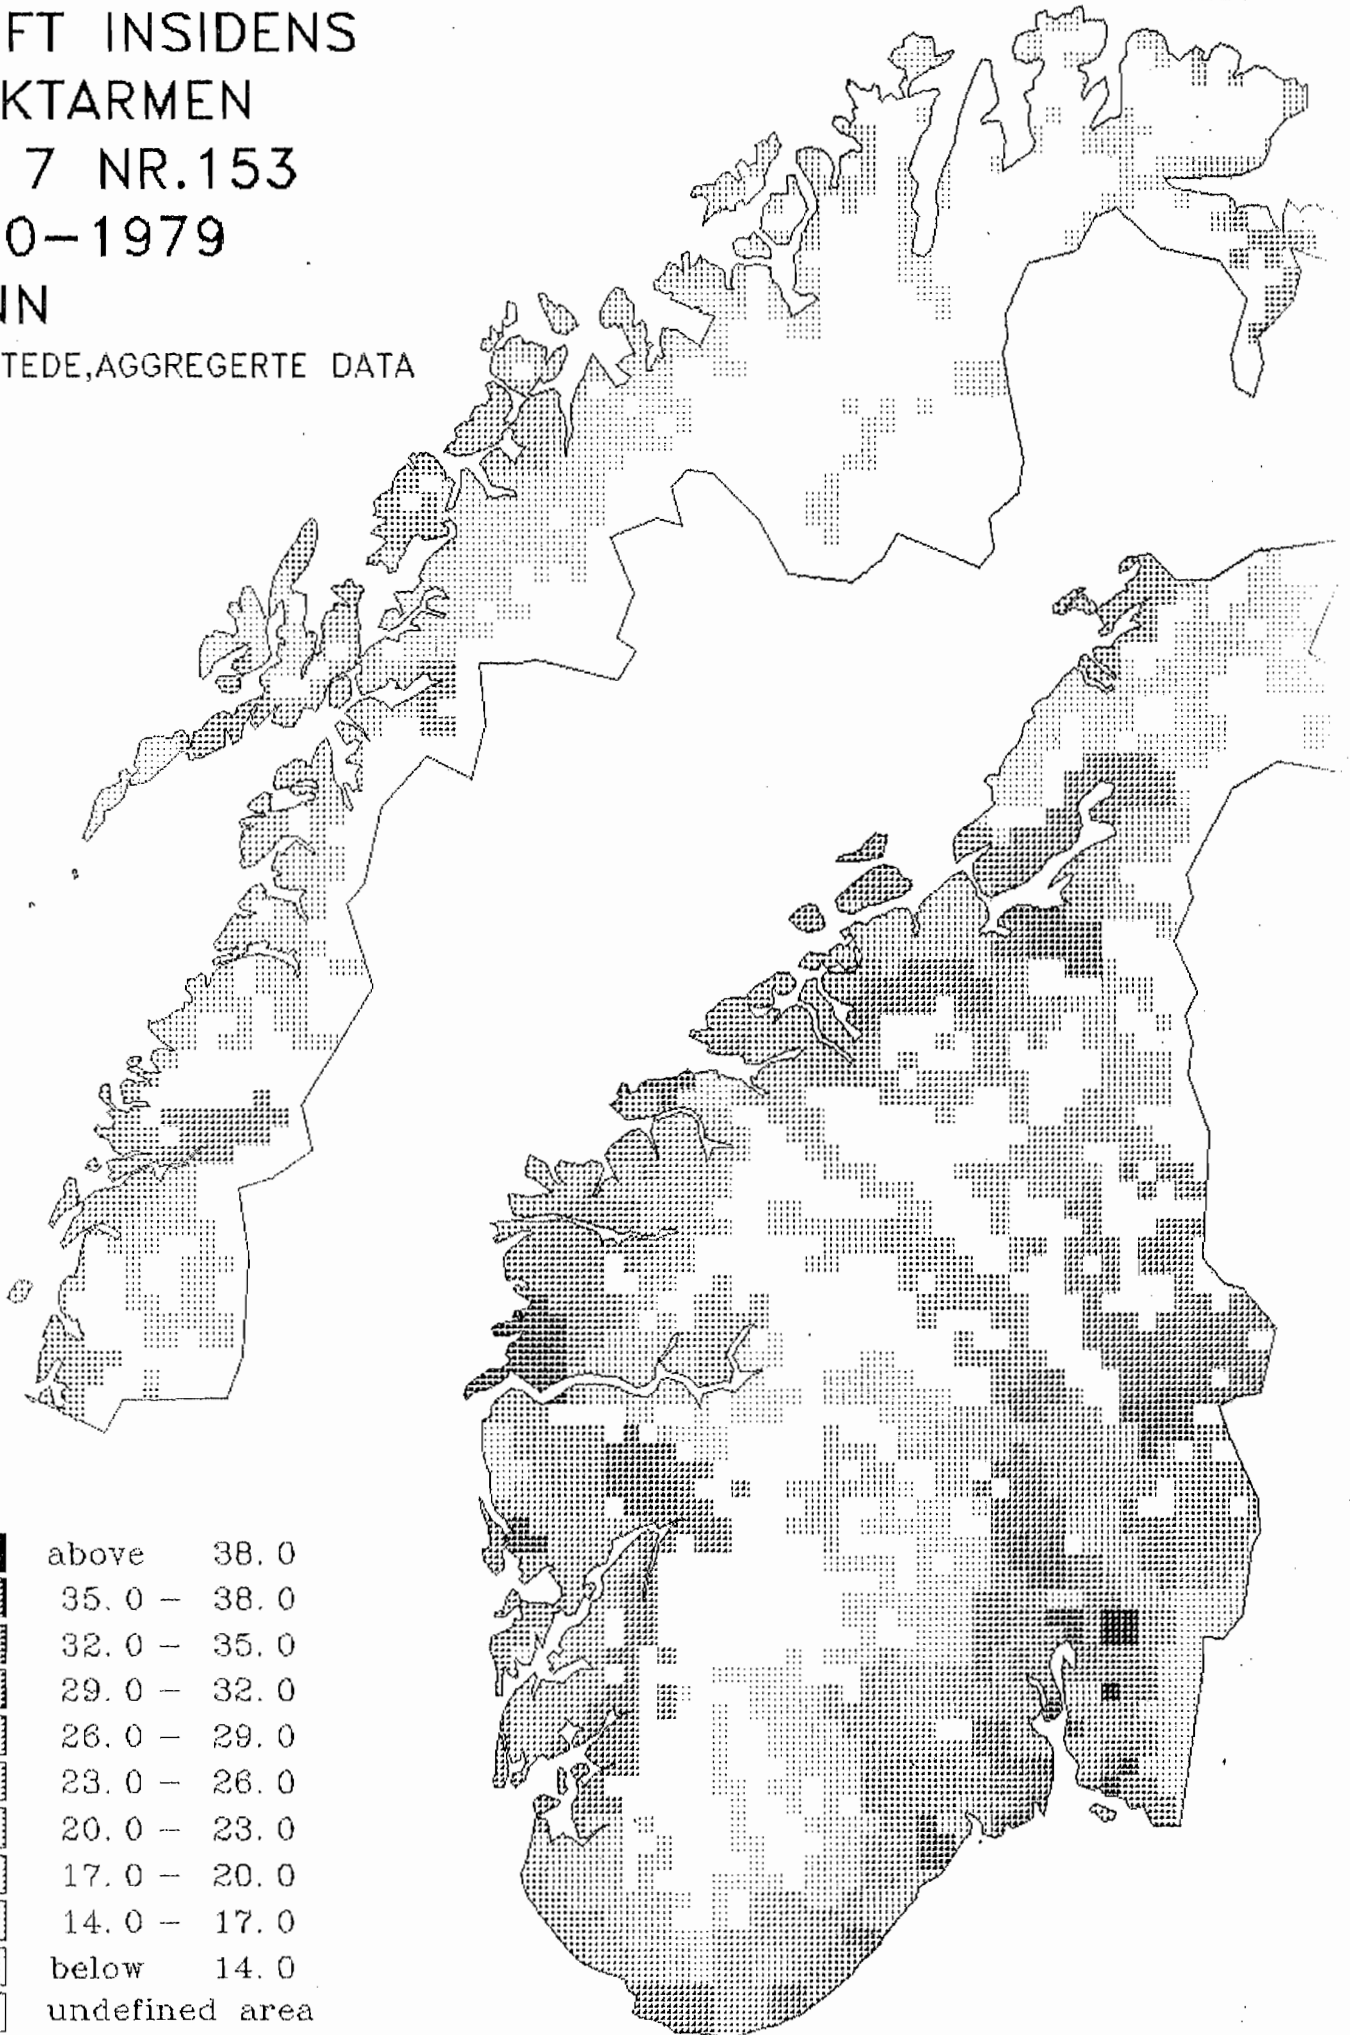 FT INSIDENS
KTARMEN
7 NR.153
0-1979
NN
TEDE,AGGREGERTE DATA
above 38.0
35.0 - 38.0
32.0 - 35.0
29.0 - 32.0
26.0 - 29.0
23.0 - 26.0
20.0 - 23.0
17.0 - 20.0
14.0 - 17.0
below 14.0
undefined area